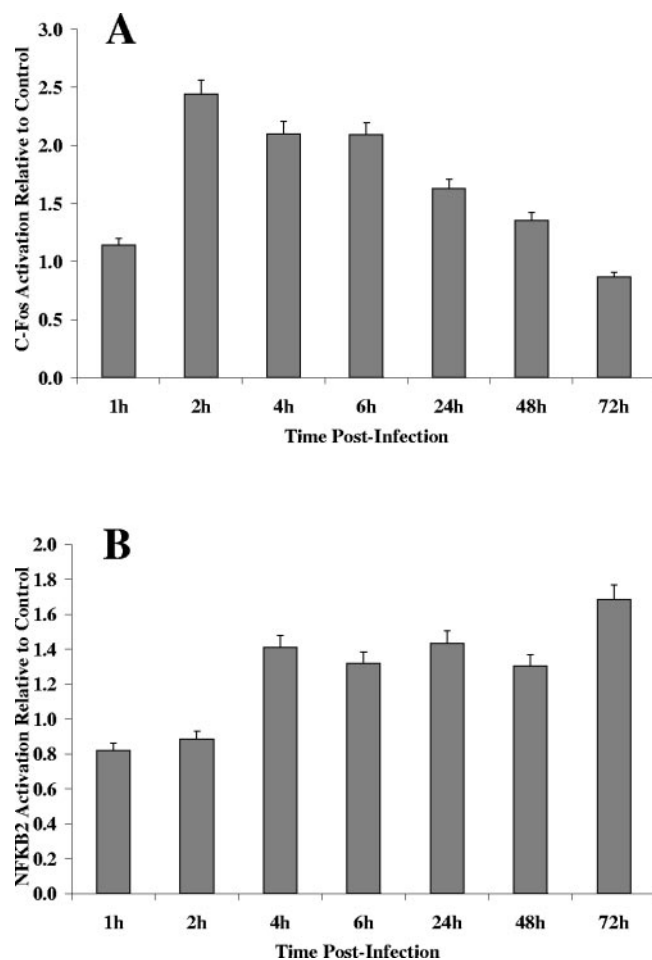 A
C-Fos Activation Relative to Control
3.0
2.5
2.0
1.5
1.0
0.5
0.0
1h 2h 4h 6h 24h 48h 72h
Time Post-Infection
B
NFKB2 Activation Relative to Control
2.0
1.8
1.6
1.4
1.2
1.0
0.8
0.6
0.4
0.2
0.0
1h 2h 4h 6h 24h 48h 72h
Time Post-Infection